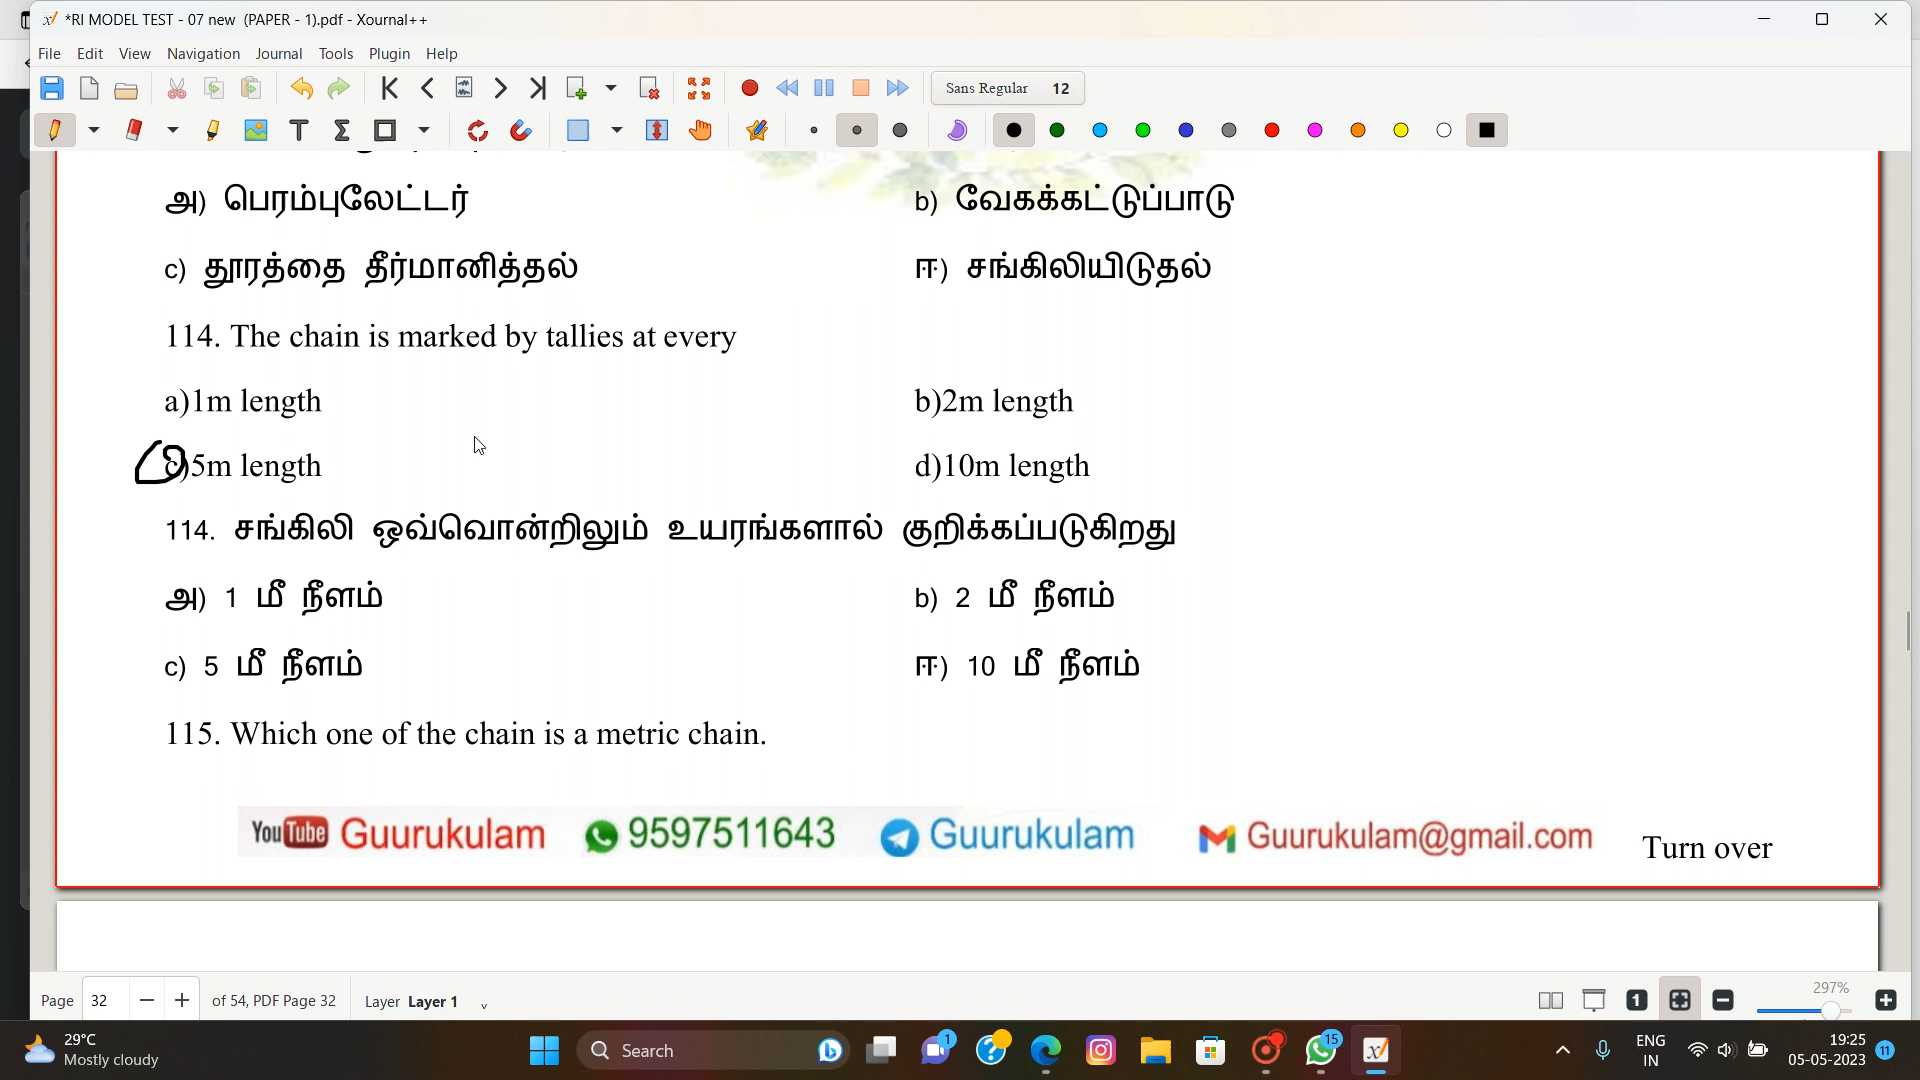 *RI MODEL TEST - 07 new (PAPER - 1).pdf - Xournal++
File Edit View Navigation Journal Tools Plugin Help
Sans Regular 12
அ) பெரம்புலேட்டர் b) வேகக்கட்டுப்பாடு
c) தூரத்தை தீர்மானித்தல் ஈ) சங்கிலியிடுதல்
114. The chain is marked by tallies at every
a)1m length b)2m length
c)5m length d)10m length
114. சங்கிலி ஒவ்வொன்றிலும் உயரங்களால் குறிக்கப்படுகிறது
அ) 1 மீ நீளம் b) 2 மீ நீளம்
c) 5 மீ நீளம் ஈ) 10 மீ நீளம்
115. Which one of the chain is a metric chain.
YouTube Guurukulam 9597511643 Guurukulam Guurukulam@gmail.com Turn over
Page 32 of 54, PDF Page 32 Layer Layer 1 297%
29°C
Mostly cloudy
Search
1
15
ENG
IN
19:25
05-05-2023
11